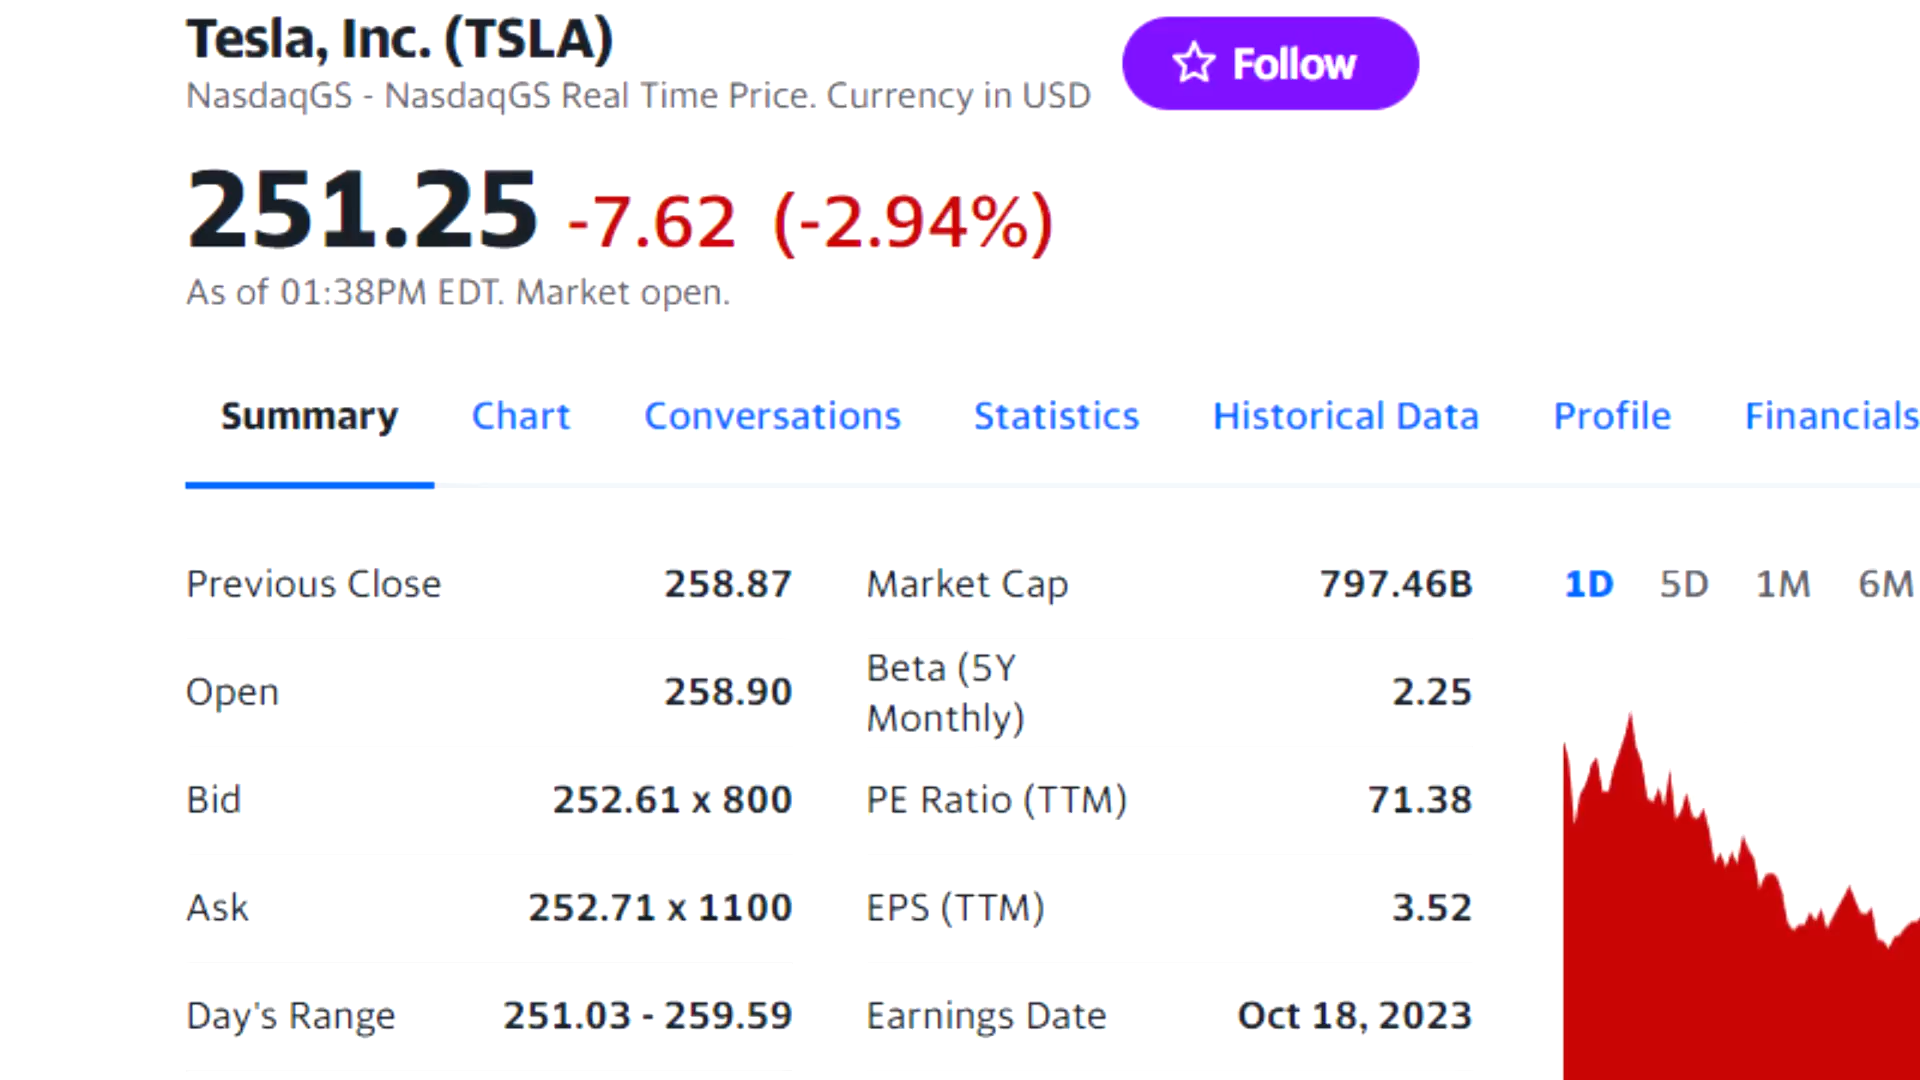 Tesla, Inc. (TSLA)
NasdaqGS - NasdaqGS Real Time Price. Currency in USD
Follow
251.25 -7.62 (-2.94%)
As of 01:38PM EDT. Market open.
Summary Chart Conversations Statistics Historical Data Profile Financials
Previous Close 258.87 Market Cap 797.46B 1D 5D 1M 6M
Open 258.90 Beta (5Y Monthly) 2.25
Bid 252.61 x 800 PE Ratio (TTM) 71.38
Ask 252.71 x 1100 EPS (TTM) 3.52
Day's Range 251.03 - 259.59 Earnings Date Oct 18, 2023